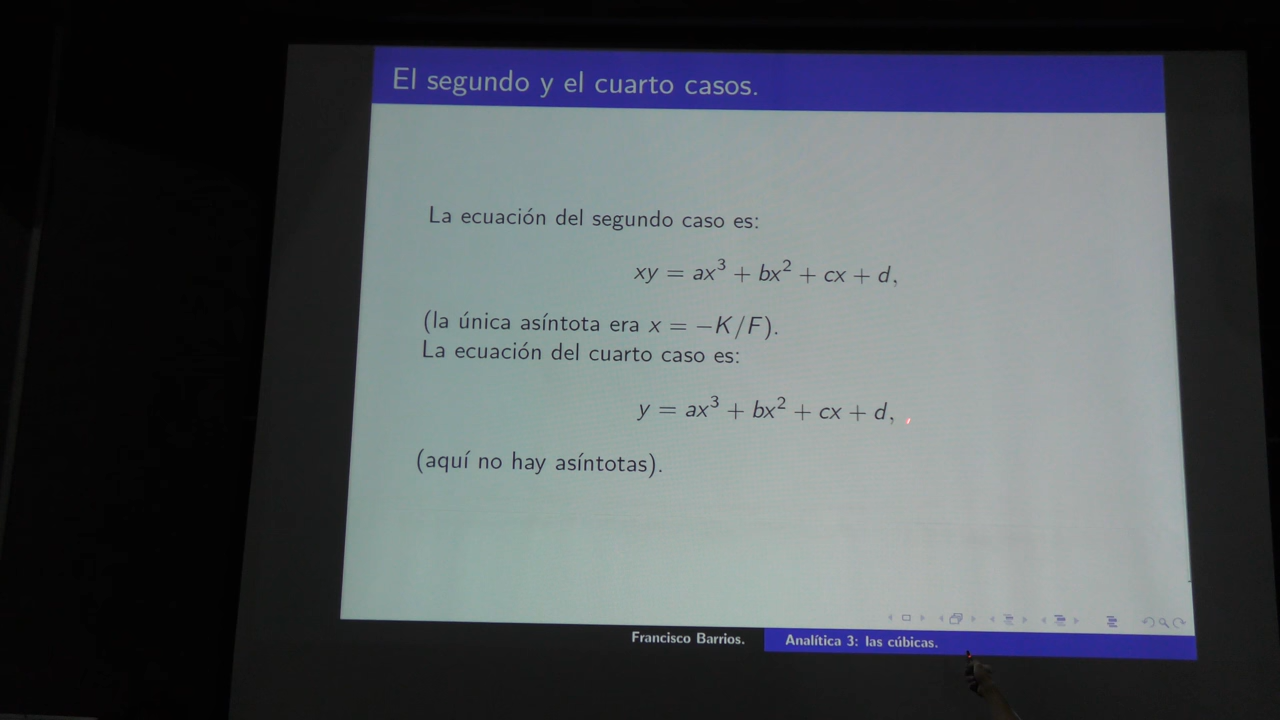 El segundo y el cuarto casos.
La ecuación del segundo caso es:
xy = ax³ + bx² + cx + d,
(la única asíntota era x = −K/F).
La ecuación del cuarto caso es:
y = ax³ + bx² + cx + d,
(aquí no hay asíntotas).
Francisco Barrios.
Analítica 3: las cúbicas.